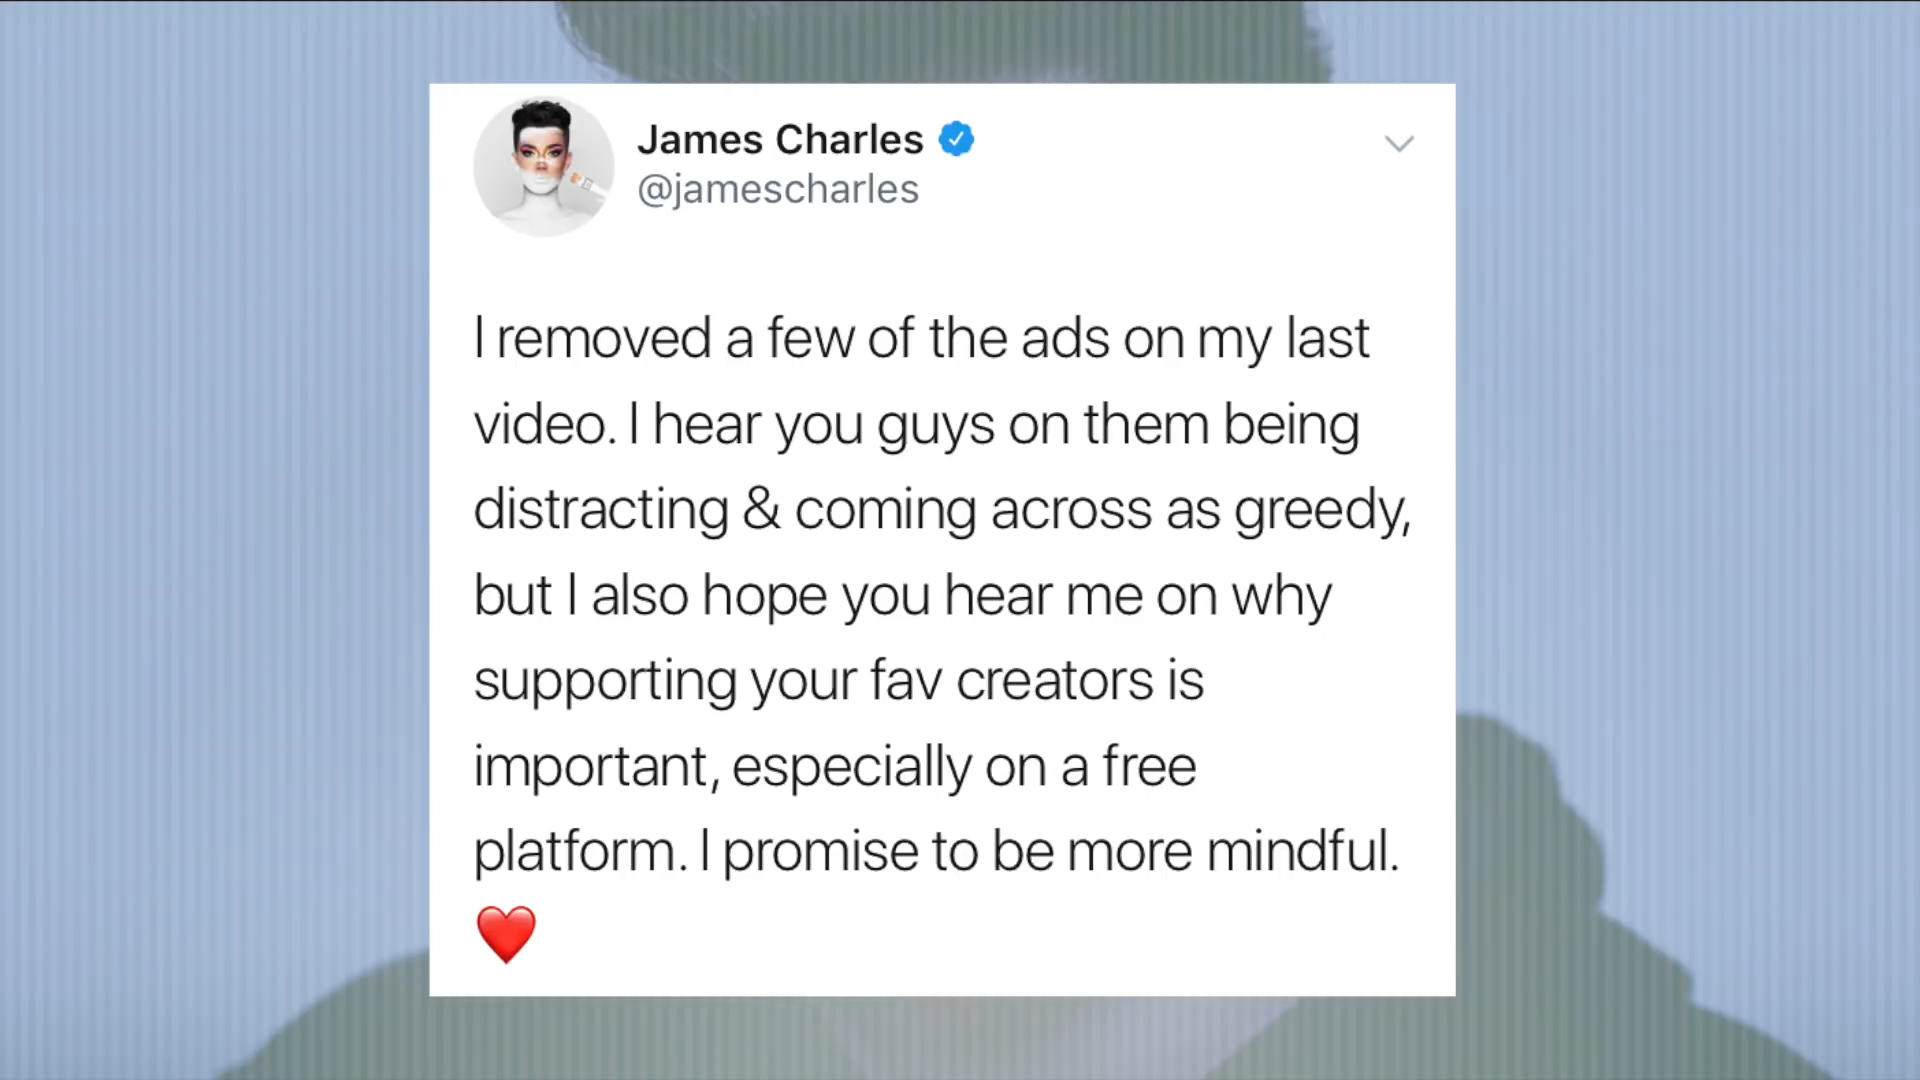 James Charles
@jamescharles
I removed a few of the ads on my last
video. I hear you guys on them being
distracting & coming across as greedy,
but I also hope you hear me on why
supporting your fav creators is
important, especially on a free
platform. I promise to be more mindful.
❤️